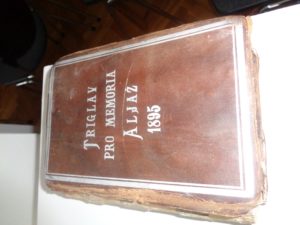 TRIGLAV
PRO MEMORIA
ALJAŽ
1895